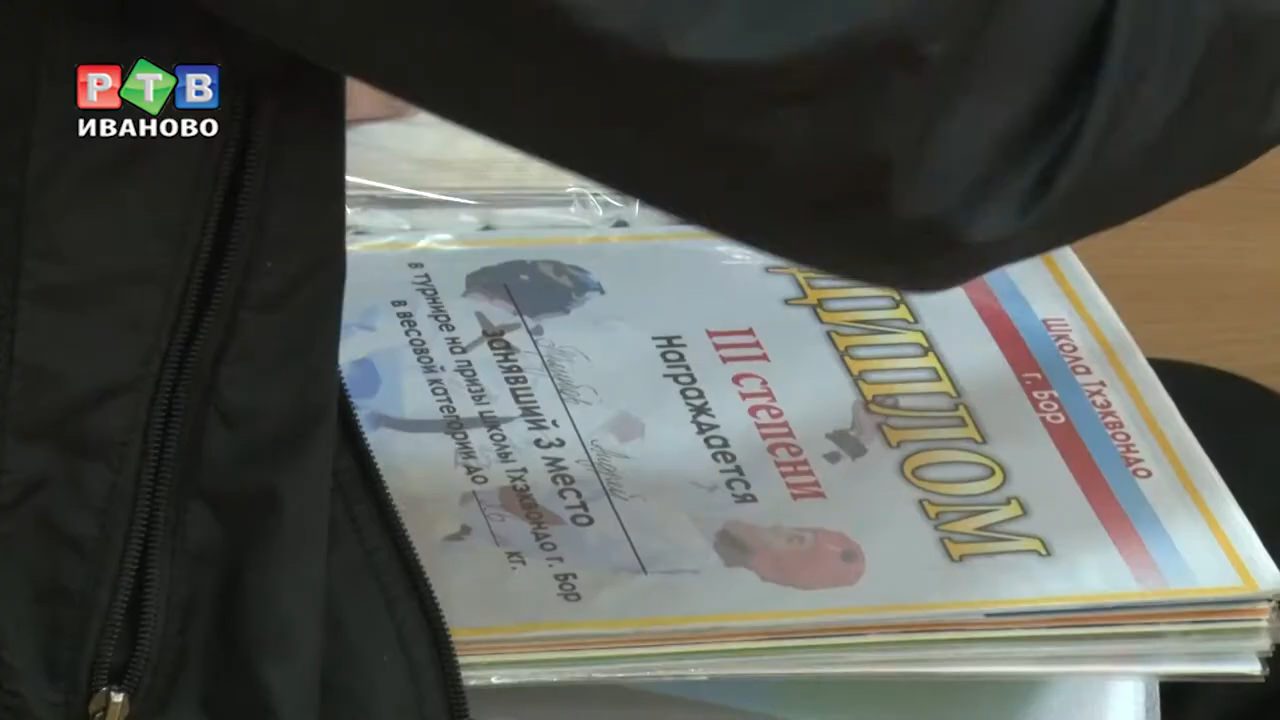 РТВ
ИВАНОВО
ШКОЛА ТХЭКВОНДО
г. Бор
ДИПЛОМ
III степени
Награждается
занявший 3 место
в турнире на призы школы Тхэквондо г. Бор
в весовой категории до кг.